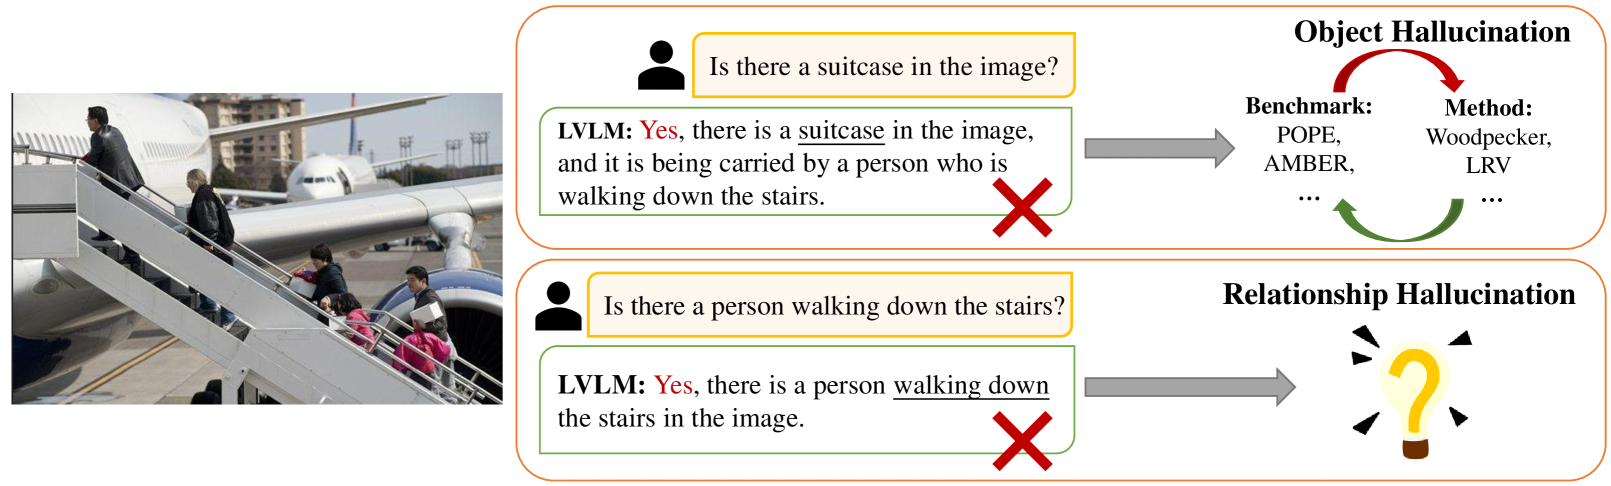 Object Hallucination
Is there a suitcase in the image?
LVLM: Yes, there is a suitcase in the image,
and it is being carried by a person who is
walking down the stairs.
Benchmark:
POPE,
AMBER,
...
Method:
Woodpecker,
LRV
...
Relationship Hallucination
Is there a person walking down the stairs?
LVLM: Yes, there is a person walking down
the stairs in the image.
?